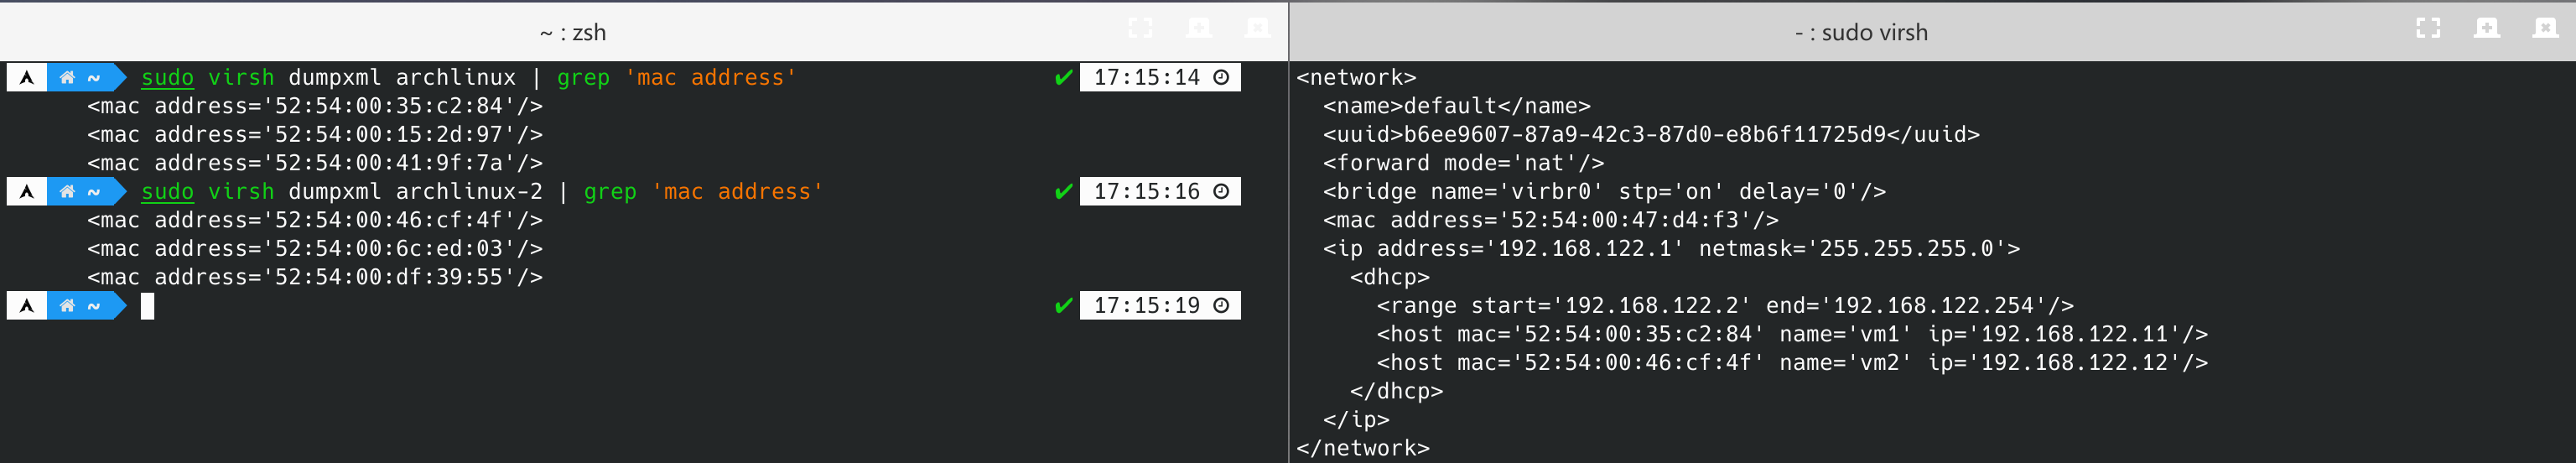 ~ : zsh
~ sudo virsh dumpxml archlinux | grep 'mac address' ✔ 17:15:14
<mac address='52:54:00:35:c2:84'/>
<mac address='52:54:00:15:2d:97'/>
<mac address='52:54:00:41:9f:7a'/>
~ sudo virsh dumpxml archlinux-2 | grep 'mac address' ✔ 17:15:16
<mac address='52:54:00:46:cf:4f'/>
<mac address='52:54:00:6c:ed:03'/>
<mac address='52:54:00:df:39:55'/>
~ ✔ 17:15:19
- : sudo virsh
<network>
  <name>default</name>
  <uuid>b6ee9607-87a9-42c3-87d0-e8b6f11725d9</uuid>
  <forward mode='nat'/>
  <bridge name='virbr0' stp='on' delay='0'/>
  <mac address='52:54:00:47:d4:f3'/>
  <ip address='192.168.122.1' netmask='255.255.255.0'>
    <dhcp>
      <range start='192.168.122.2' end='192.168.122.254'/>
      <host mac='52:54:00:35:c2:84' name='vm1' ip='192.168.122.11'/>
      <host mac='52:54:00:46:cf:4f' name='vm2' ip='192.168.122.12'/>
    </dhcp>
  </ip>
</network>